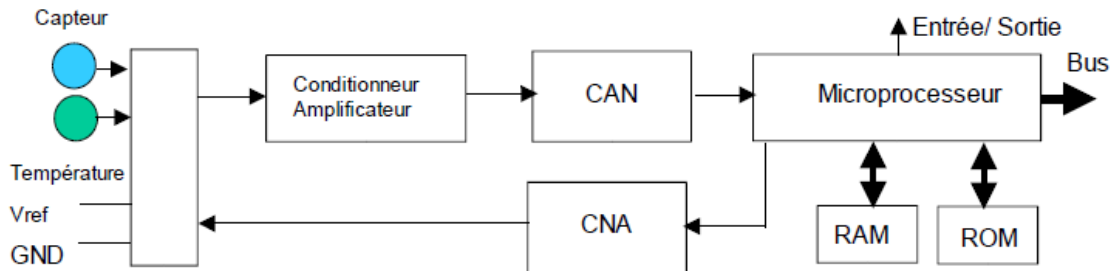 Capteur
Entrée/ Sortie
Bus
Conditionneur
Amplificateur
CAN
Microprocesseur
Température
Vref
GND
CNA
RAM
ROM